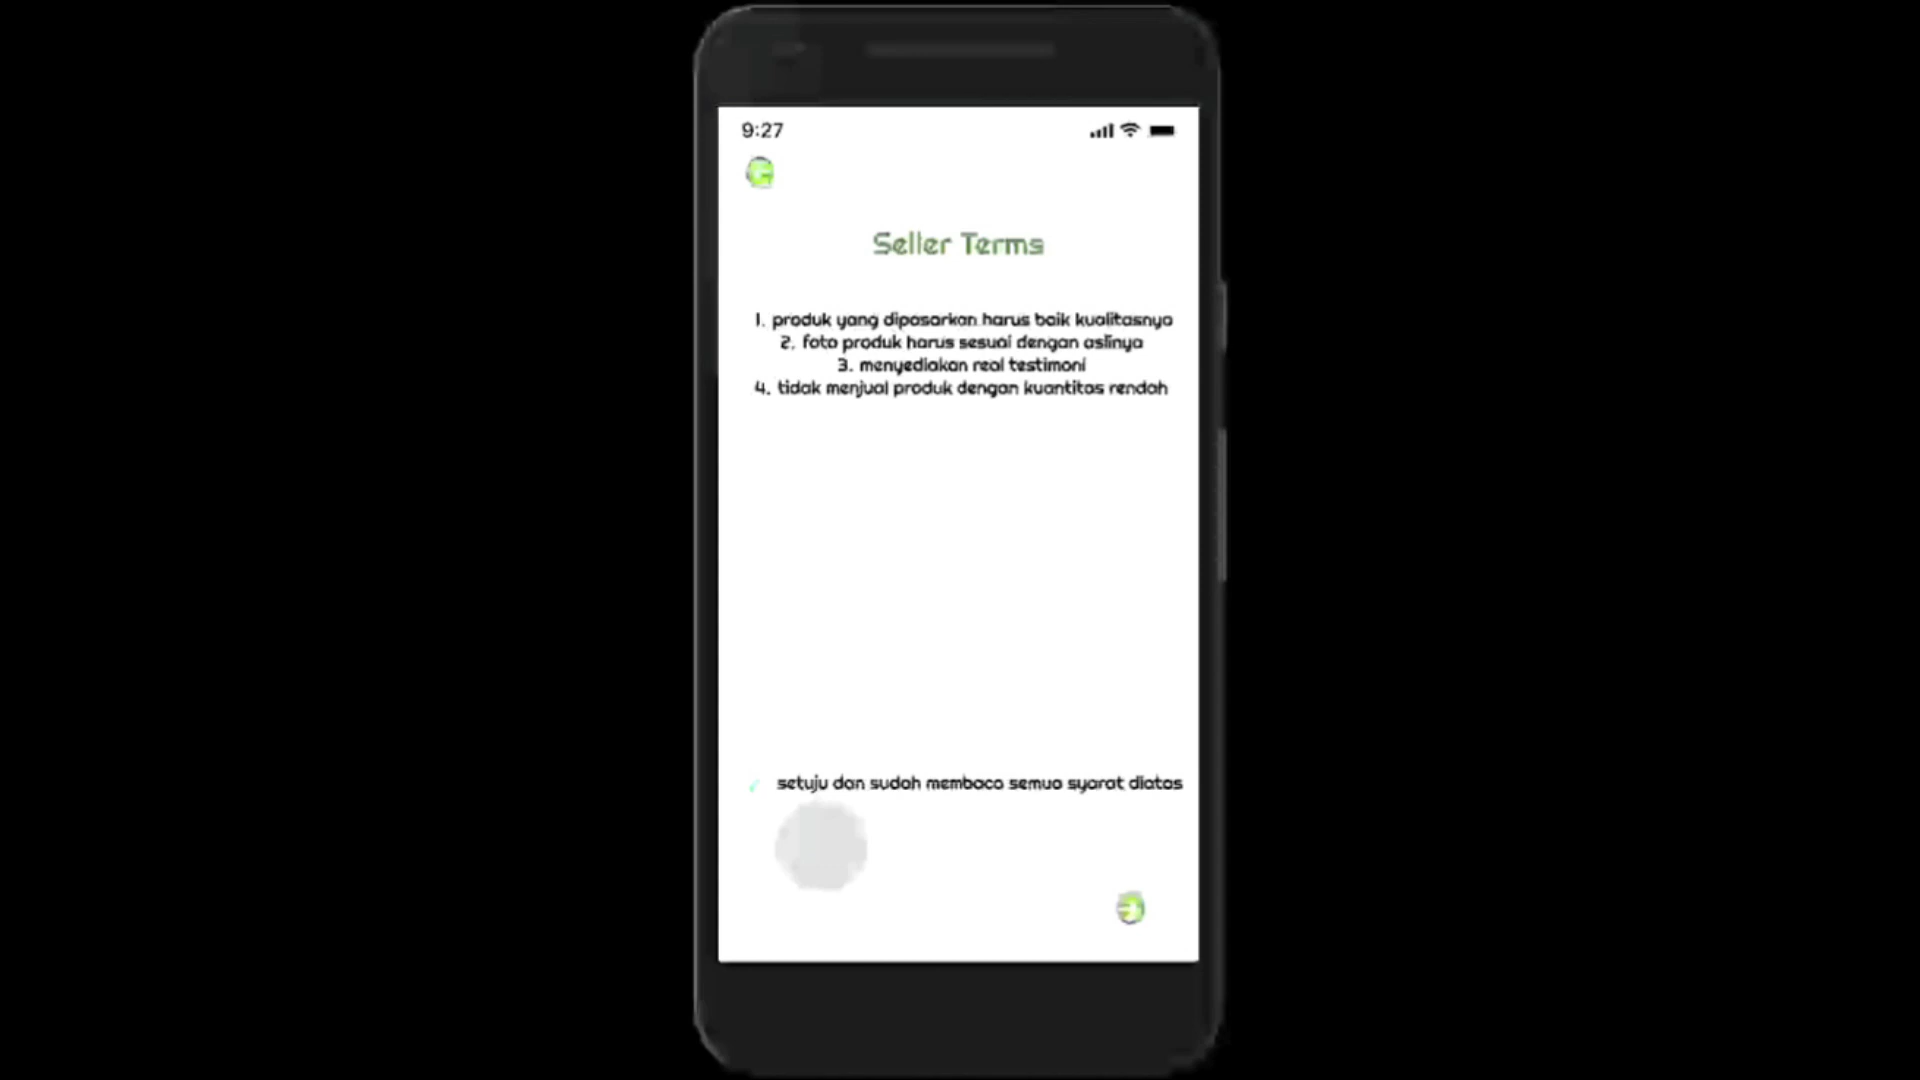 9:27
Seller Terms
1. produk yang dipasarkan harus baik kualitasnya
2. foto produk harus sesuai dengan aslinya
3. menyediakan real testimoni
4. tidak menjual produk dengan kuantitas rendah
setuju dan sudah membaca semua syarat diatas